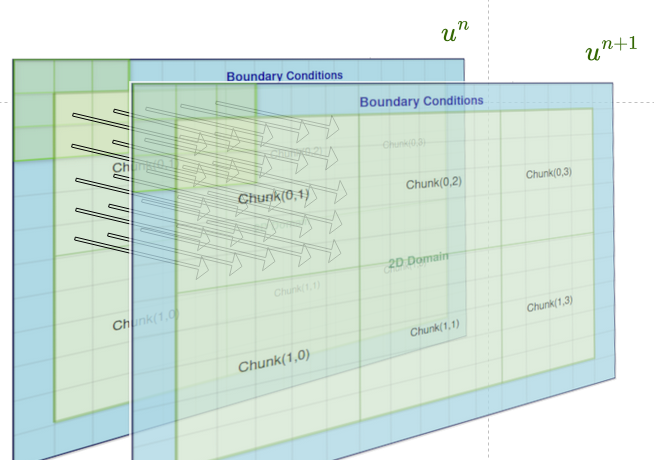 uⁿ
uⁿ⁺¹
Boundary Conditions
Boundary Conditions
Chunk(0,3)
Chunk(0,2)
Chunk(0,1)
Chunk(0,3)
Chunk(0,2)
Chunk(0,1)
2D Domain
Chunk(1,1)
Chunk(1,3)
Chunk(1,0)
Chunk(1,1)
Chunk(1,0)